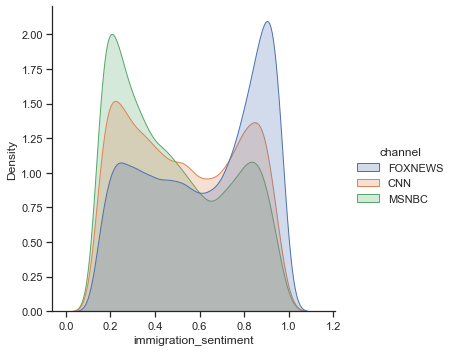 2.00
1.75
1.50
1.25
1.00
0.75
0.50
0.25
0.00
Density
0.0 0.2 0.4 0.6 0.8 1.0 1.2
immigration_sentiment
channel
FOXNEWS
CNN
MSNBC